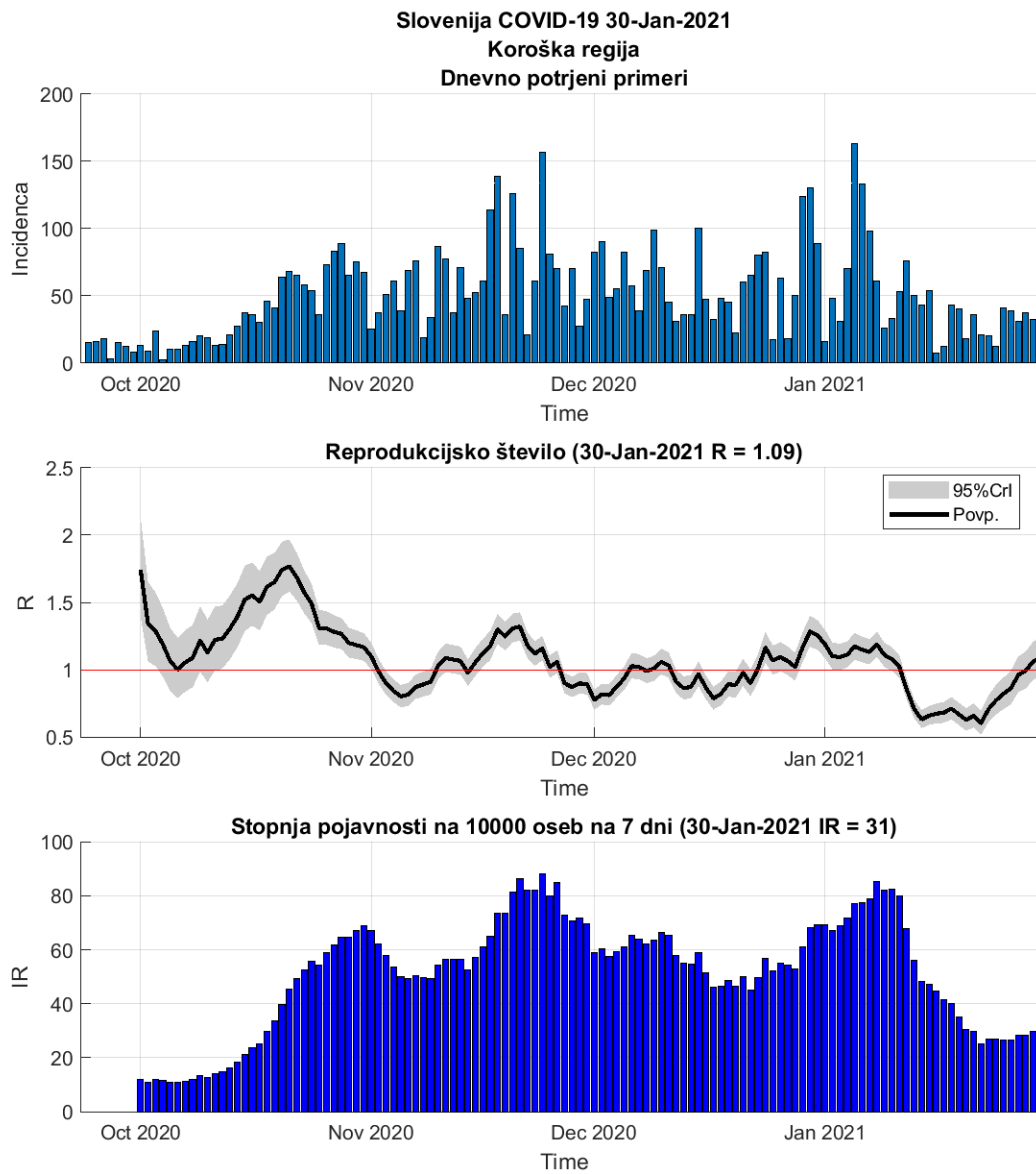 Slovenija COVID-19 30-Jan-2021
Koroška regija
Dnevno potrjeni primeri
200
150
100
50
0
Incidenca
Oct 2020 Nov 2020 Dec 2020 Jan 2021
Time
Reprodukcijsko število (30-Jan-2021 R = 1.09)
2.5
2
1.5
1
0.5
R
95%CrI
Povp.
Oct 2020 Nov 2020 Dec 2020 Jan 2021
Time
Stopnja pojavnosti na 10000 oseb na 7 dni (30-Jan-2021 IR = 31)
100
80
60
40
20
0
IR
Oct 2020 Nov 2020 Dec 2020 Jan 2021
Time